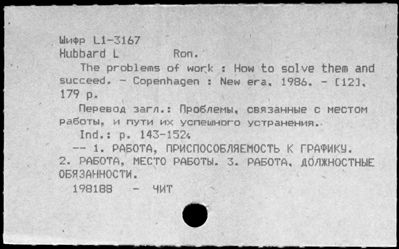 Шифр L1-3167
Hubbard L Ron.
The problems of work : How to solve them and
succeed. - Copenhagen : New era, 1986. - [12],
179 p.
Перевод загл.: Проблемы, связанные с местом
работы, и пути их успешного устранения.
Ind.: p. 143-152&
-- 1. РАБОТА, ПРИСПОСОБЛЯЕМОСТЬ К ГРАФИКУ.
2. РАБОТА, МЕСТО РАБОТЫ. 3. РАБОТА, ДОЛЖНОСТНЫЕ
ОБЯЗАННОСТИ.
198188 - ЧИТ